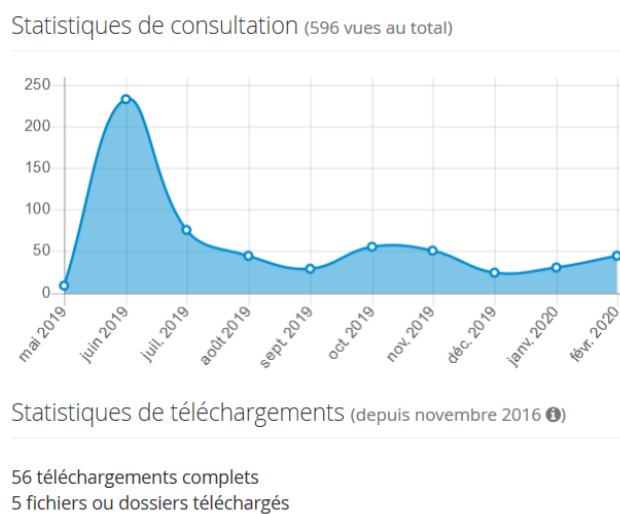 Statistiques de consultation (596 vues au total)
250
200
150
100
50
0
mai 2019 juin 2019 juil. 2019 août 2019 sept. 2019 oct. 2019 nov. 2019 déc. 2019 janv. 2020 févr. 2020
Statistiques de téléchargements (depuis novembre 2016 i)
56 téléchargements complets
5 fichiers ou dossiers téléchargés